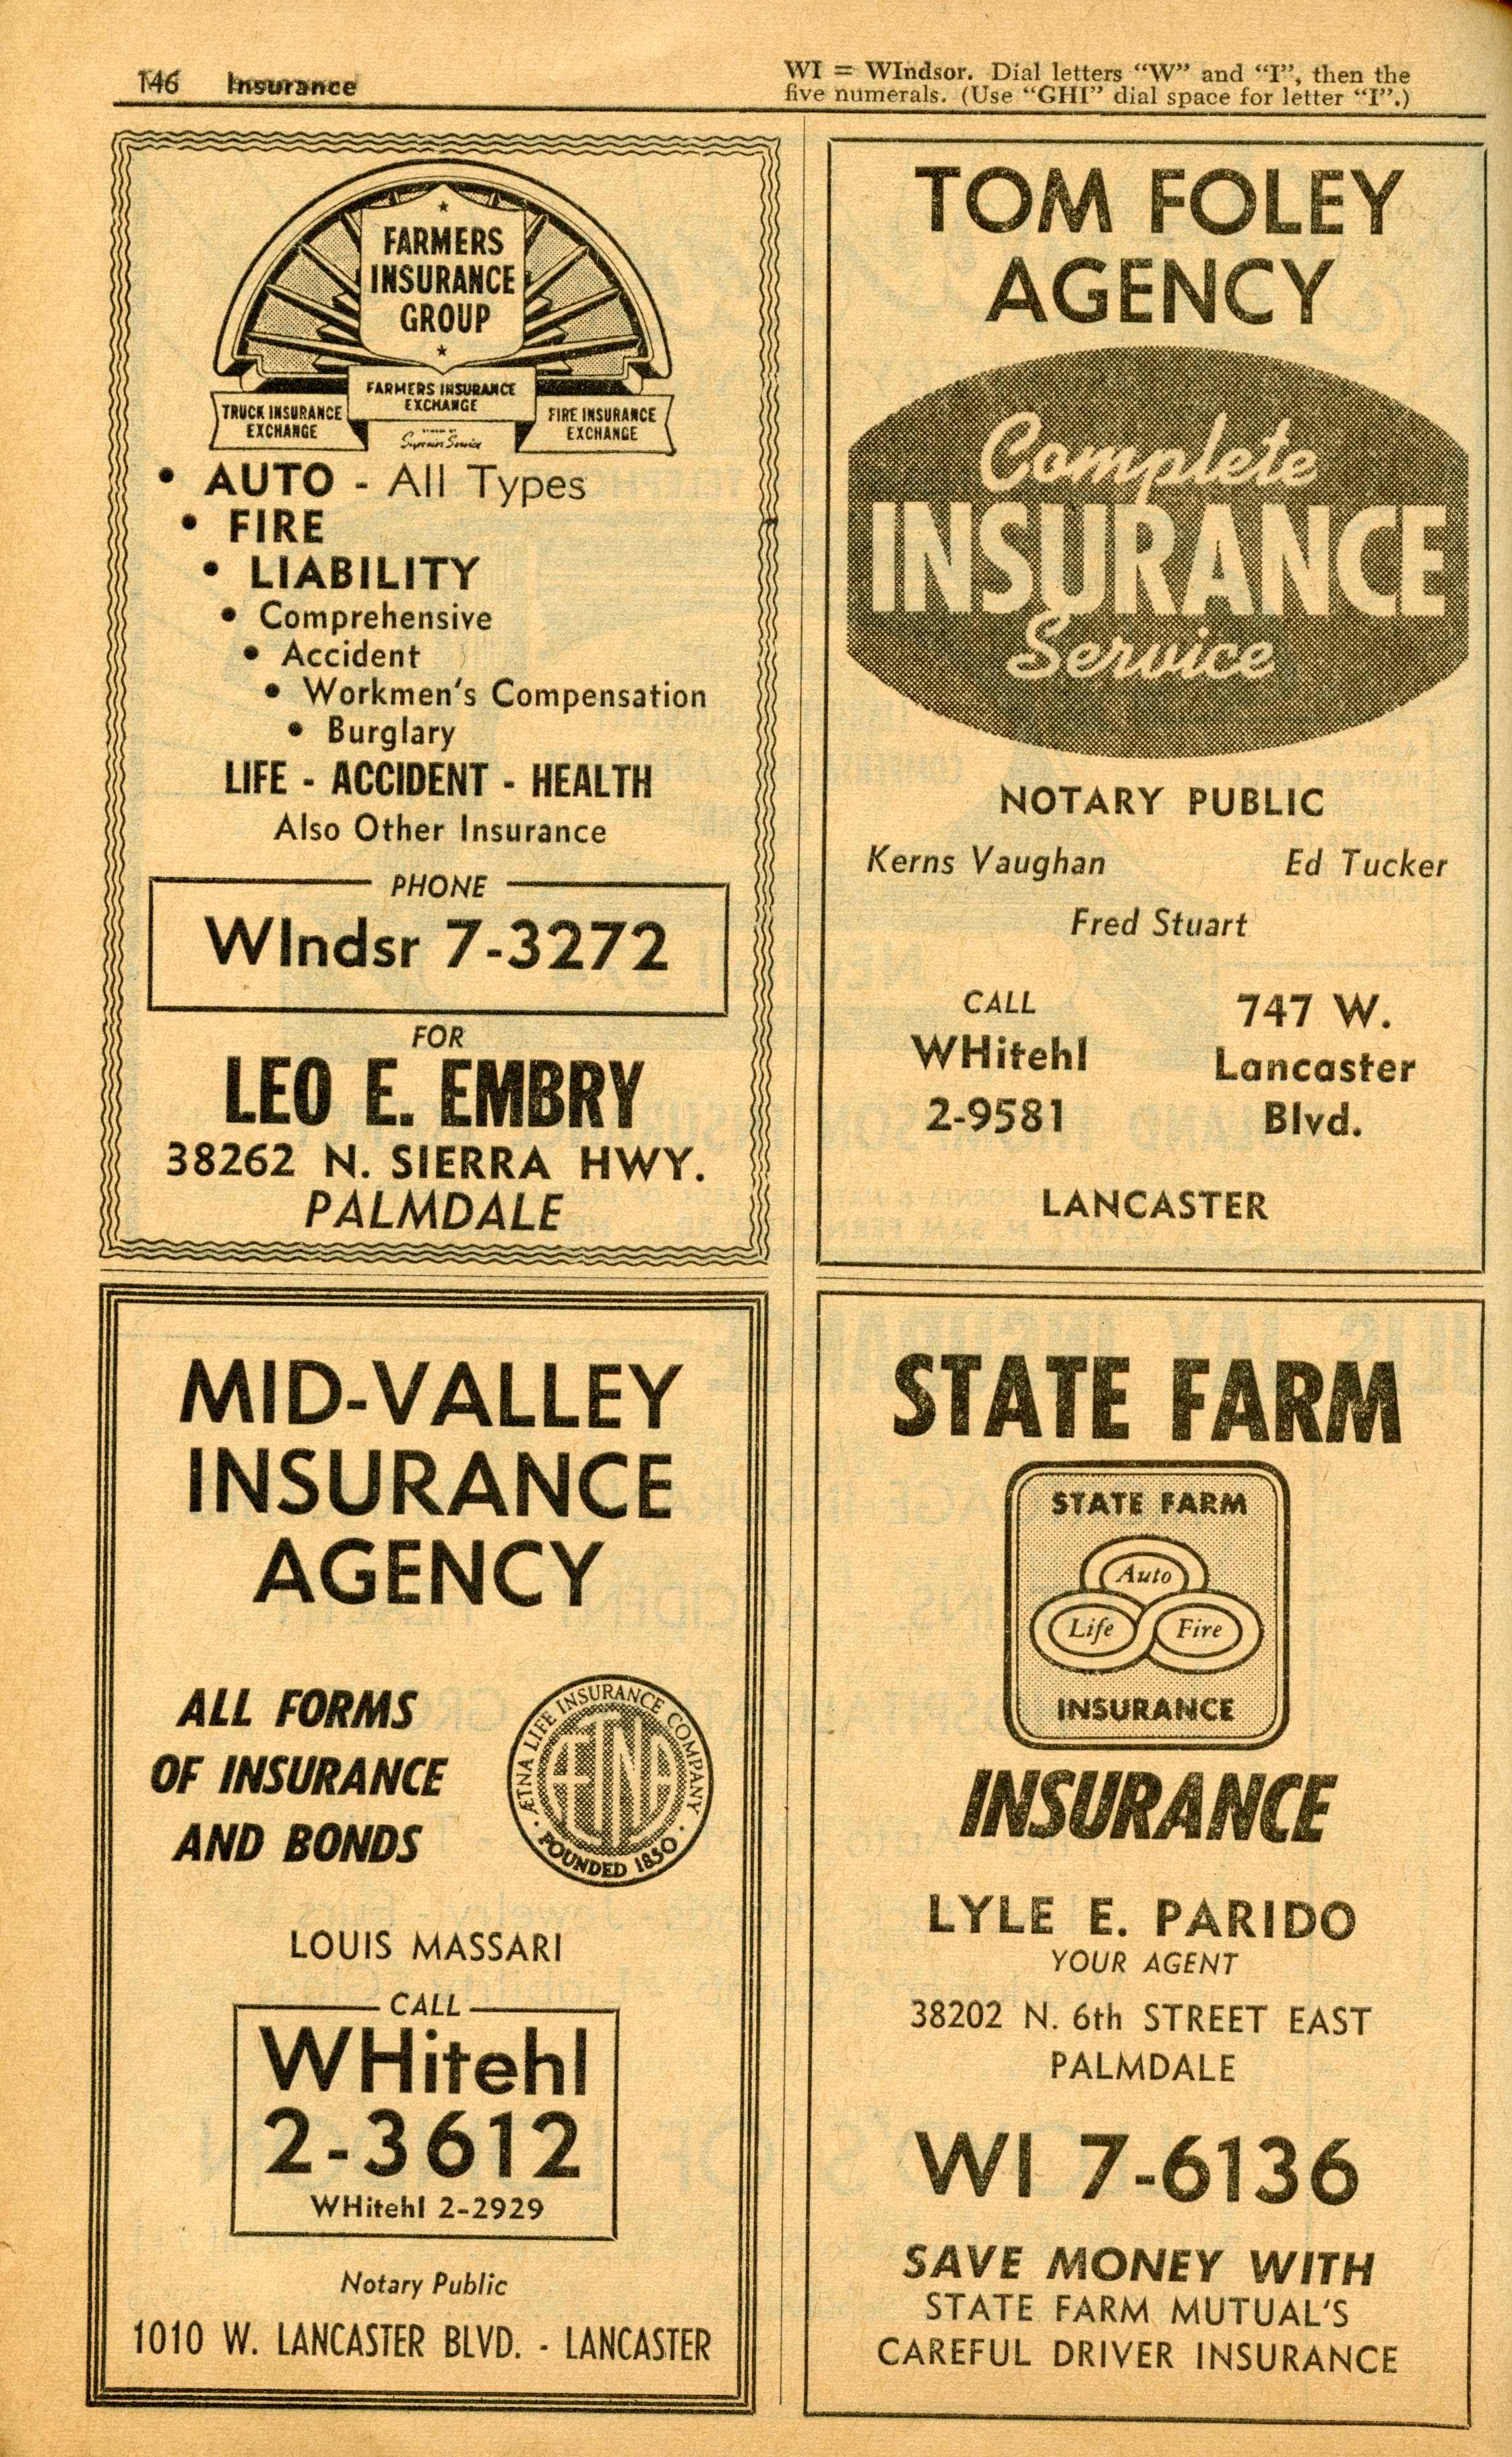 146 Insurance
WI = WIndsor. Dial letters “W” and “I”, then the
five numerals. (Use “GHI” dial space for letter “I”.)
FARMERS
INSURANCE
GROUP
TRUCK INSURANCE
EXCHANGE
FARMERS INSURANCE
EXCHANGE
FIRE INSURANCE
EXCHANGE
• AUTO - All Types
• FIRE
• LIABILITY
• Comprehensive
• Accident
• Workmen's Compensation
• Burglary
LIFE - ACCIDENT - HEALTH
Also Other Insurance
PHONE
WIndsr 7-3272
FOR
LEO E. EMBRY
38262 N. SIERRA HWY.
PALMDALE
TOM FOLEY
AGENCY
Complete
INSURANCE
Service
NOTARY PUBLIC
Kerns Vaughan Ed Tucker
Fred Stuart
CALL
WHitehl
2-9581
747 W.
Lancaster
Blvd.
LANCASTER
MID-VALLEY
INSURANCE
AGENCY
ALL FORMS
OF INSURANCE
AND BONDS
ÆTNA LIFE INSURANCE COMPANY
ÆTNA
FOUNDED 1850
LOUIS MASSARI
CALL
WHitehl
2-3612
WHitehl 2-2929
Notary Public
1010 W. LANCASTER BLVD. - LANCASTER
STATE FARM
STATE FARM
Auto
Life Fire
INSURANCE
INSURANCE
LYLE E. PARIDO
YOUR AGENT
38202 N. 6th STREET EAST
PALMDALE
WI 7-6136
SAVE MONEY WITH
STATE FARM MUTUAL'S
CAREFUL DRIVER INSURANCE